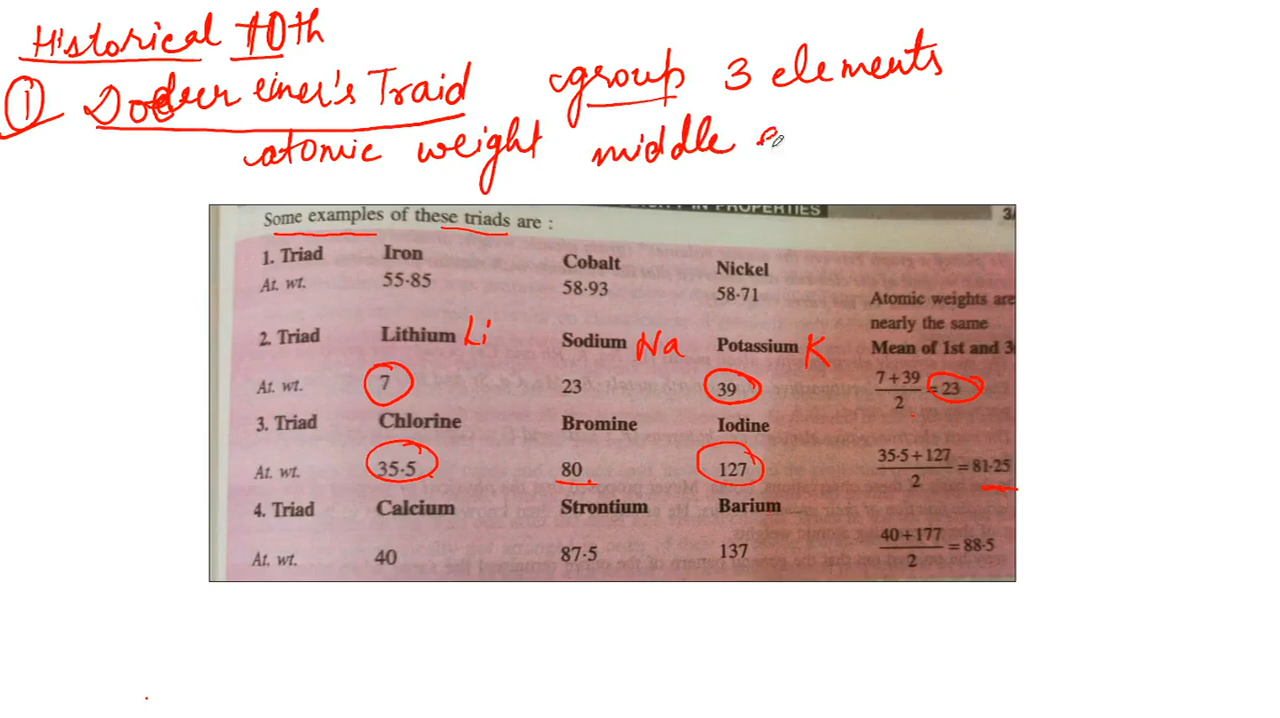 Historical 10th
① Doebereiner's Traid group 3 elements
atomic weight middle
PROPERTIES 3
Some examples of these triads are :
1. Triad Iron Cobalt Nickel
At. wt. 55·85 58·93 58·71 Atomic weights are
nearly the same
2. Triad Lithium Li Sodium Na Potassium K Mean of 1st and 3
At. wt. 7 23 39 7 + 39 / 2 = 23
3. Triad Chlorine Bromine Iodine
At. wt. 35·5 80 127 35·5 + 127 / 2 = 81·25
4. Triad Calcium Strontium Barium
At. wt. 40 87·5 137 40 + 177 / 2 = 88·5